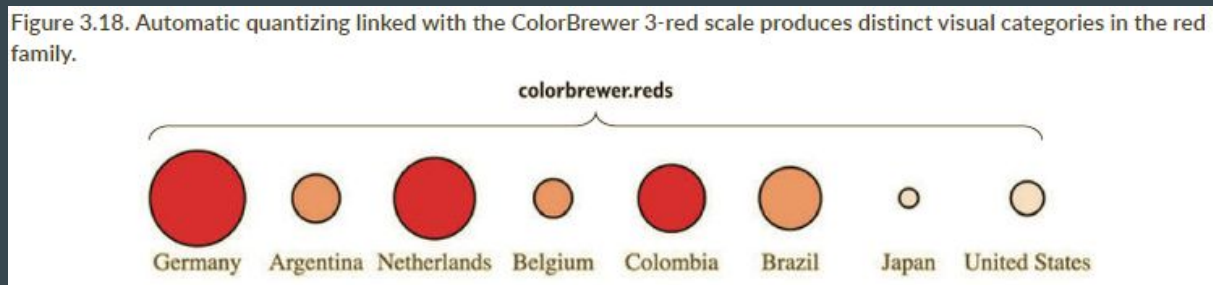 Figure 3.18. Automatic quantizing linked with the ColorBrewer 3-red scale produces distinct visual categories in the red
family.
colorbrewer.reds
Germany Argentina Netherlands Belgium Colombia Brazil Japan United States